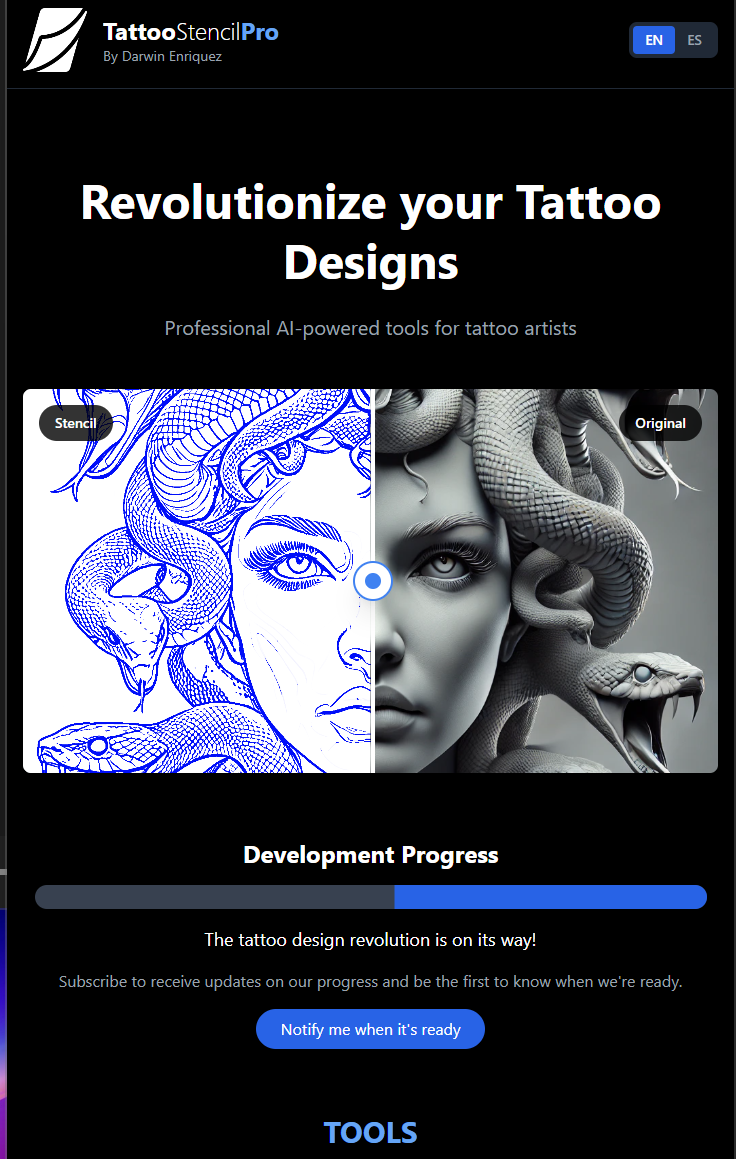 TattooStencilPro
By Darwin Enriquez
EN ES
Revolutionize your Tattoo
Designs
Professional AI-powered tools for tattoo artists
Stencil
Original
Development Progress
The tattoo design revolution is on its way!
Subscribe to receive updates on our progress and be the first to know when we're ready.
Notify me when it's ready
TOOLS